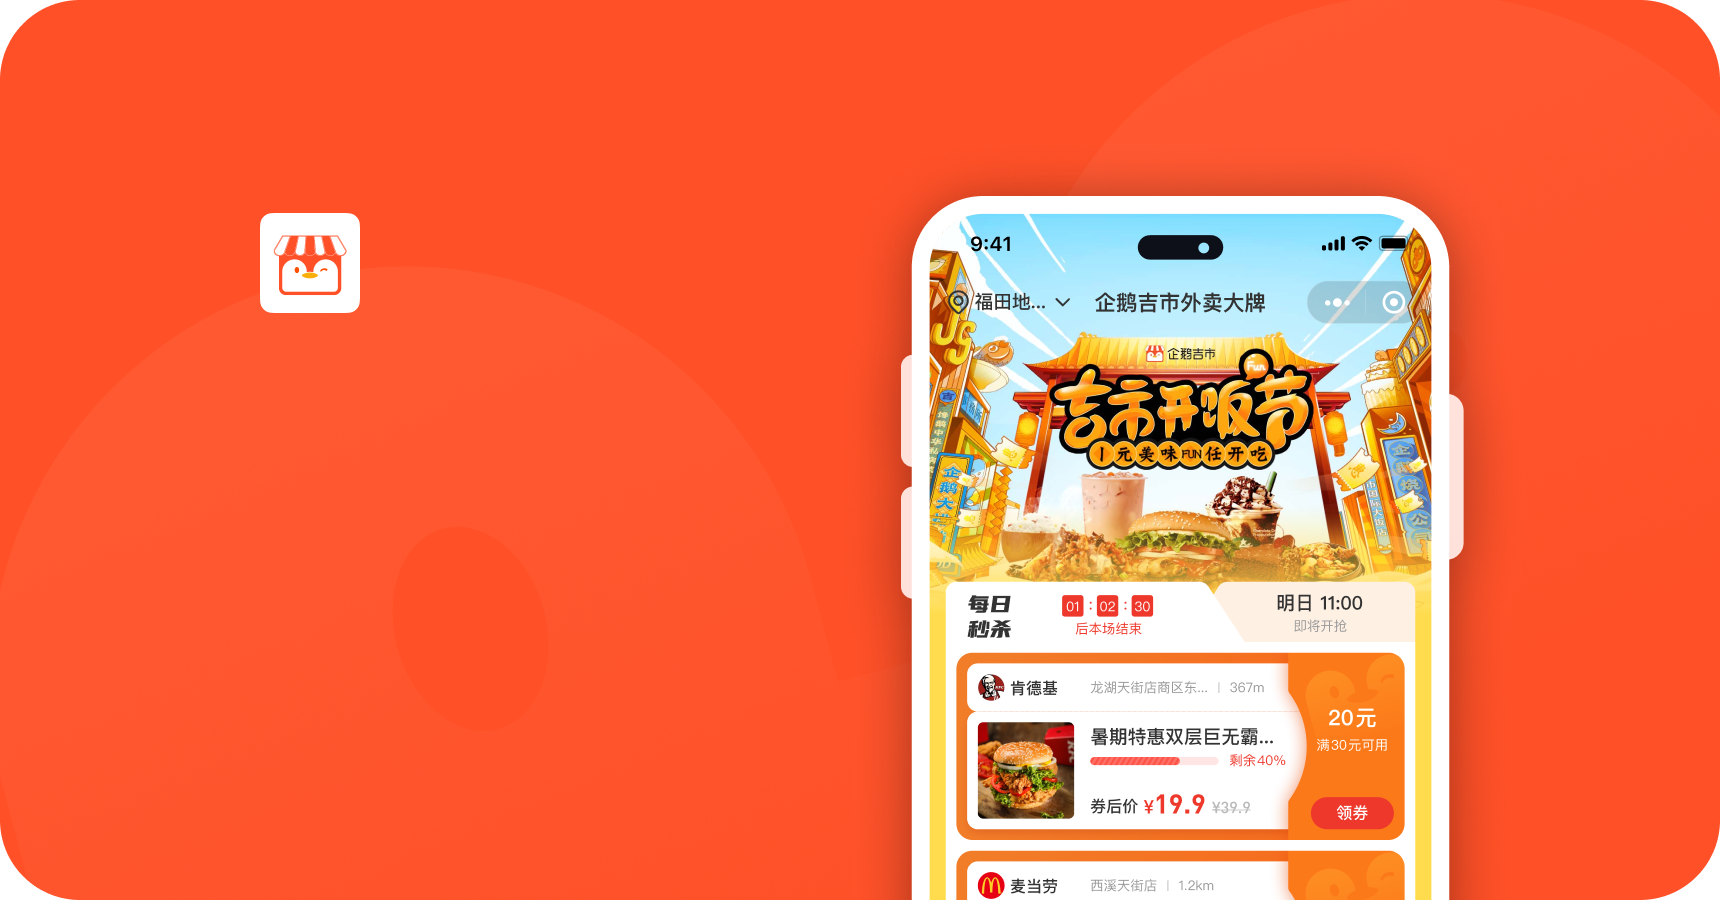 9:41
福田地...
企鹅吉市外卖大牌
企鹅吉市
Fun
吉市开饭节
1元美味FUN任开吃
每日
秒杀
01:02:30
后本场结束
明日 11:00
即将开抢
肯德基
龙湖天街店商区东... | 367m
20元
满30元可用
暑期特惠双层巨无霸...
剩余40%
券后价 ¥19.9 ¥39.9
领券
麦当劳
西溪天街店 | 1.2km